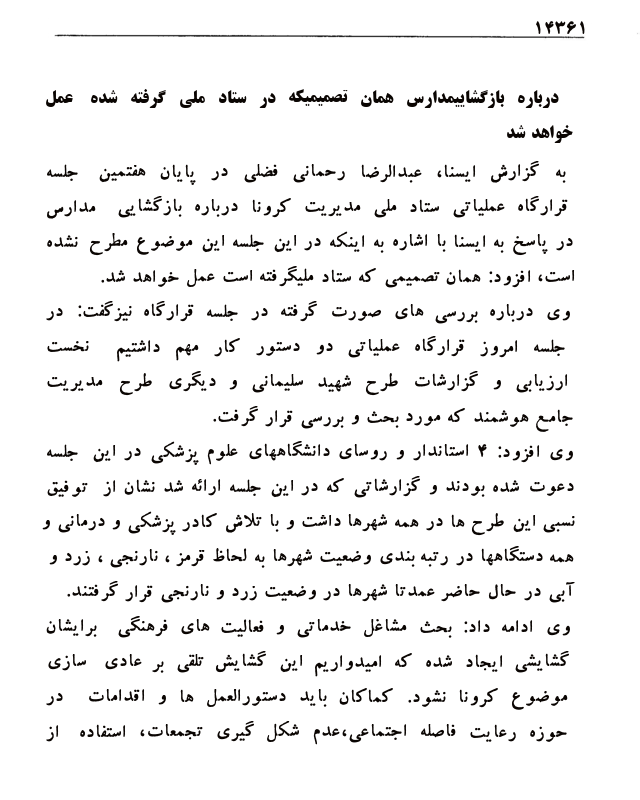 ۱۴۳۶۱
درباره بازگشاییمدارس همان تصمیمیکه در ستاد ملی گرفته شده عمل
خواهد شد
به گزارش ایسنا، عبدالرضا رحمانی فضلی در پایان هفتمین جلسه
قرارگاه عملیاتی ستاد ملی مدیریت کرونا درباره بازگشایی مدارس
در پاسخ به ایسنا با اشاره به اینکه در این جلسه این موضوع مطرح نشده
است، افزود: همان تصمیمی که ستاد ملیگرفته است عمل خواهد شد.
وی درباره بررسی های صورت گرفته در جلسه قرارگاه نیزگفت: در
جلسه امروز قرارگاه عملیاتی دو دستور کار مهم داشتیم نخست
ارزیابی و گزارشات طرح شهید سلیمانی و دیگری طرح مدیریت
جامع هوشمند که مورد بحث و بررسی قرار گرفت.
وی افزود: ۴ استاندار و روسای دانشگاههای علوم پزشکی در این جلسه
دعوت شده بودند و گزارشاتی که در این جلسه ارائه شد نشان از توفیق
نسبی این طرح ها در همه شهرها داشت و با تلاش کادر پزشکی و درمانی و
همه دستگاهها در رتبه بندی وضعیت شهرها به لحاظ قرمز ، نارنجی ، زرد و
آبی در حال حاضر عمدتا شهرها در وضعیت زرد و نارنجی قرار گرفتند.
وی ادامه داد: بحث مشاغل خدماتی و فعالیت های فرهنگی برایشان
گشایشی ایجاد شده که امیدواریم این گشایش تلقی بر عادی سازی
موضوع کرونا نشود. کماکان باید دستورالعمل ها و اقدامات در
حوزه رعایت فاصله اجتماعی،عدم شکل گیری تجمعات، استفاده از